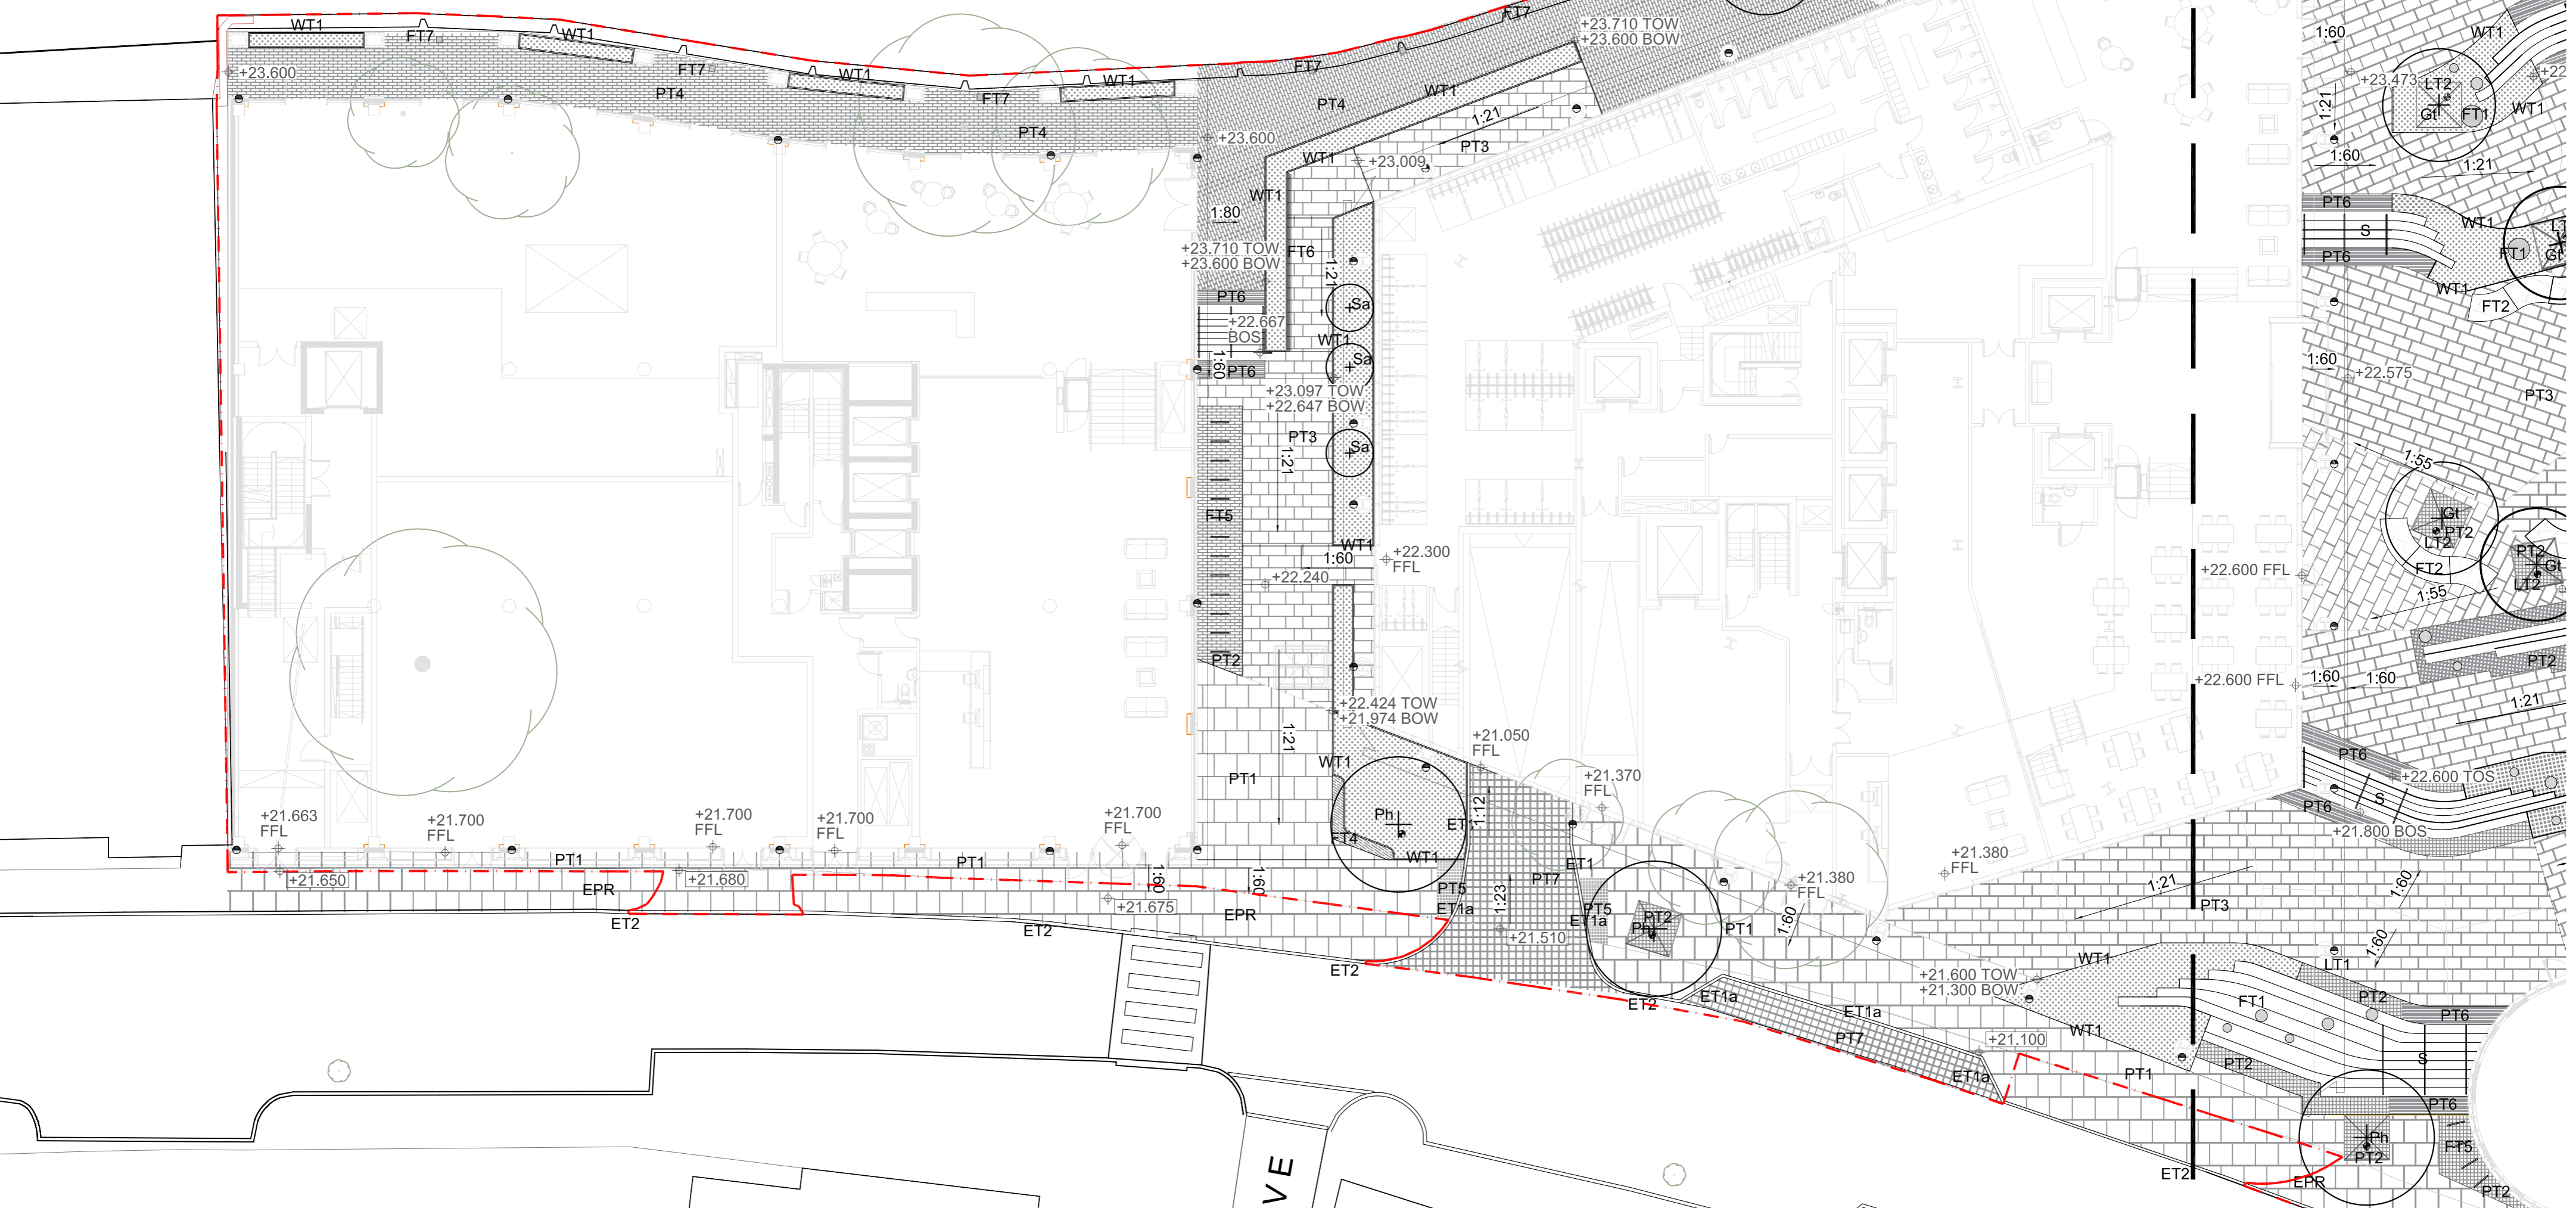 WT1
FT7
WT1
FT7
+23.710 TOW
+23.600 BOW
1:60
WT1
+23.600
FT7
PT4
WT1
FT7
WT1
FT7
PT4
WT1
+23.473
LT2
Gt
FT1
WT1
1:21
PT4
+23.600
1:21
PT3
WT1
+23.009
1:60
1:21
WT1
1:80
PT6
S
WT1
+23.710 TOW
+23.600 BOW
FT6
1:21
PT6
FT1
Gt
PT6
WT1
FT2
Sa
+22.667
BOS
WT1
Sa
1:60
PT6
1:60
+22.575
+23.097 TOW
+22.647 BOW
PT3
PT3
Sa
1:21
1:55
FT5
Gt
PT2
LT2
WT1
1:60
+22.300
FFL
PT2
Gt
LT2
+22.240
+22.600 FFL
FT2
1:55
PT2
PT2
+22.600 FFL
1:60
1:60
1:21
+22.424 TOW
+21.974 BOW
1:21
+21.050
FFL
WT1
PT1
+21.370
FFL
PT6
+22.600 TOS
S
PT6
+21.800 BOS
+21.663
FFL
+21.700
FFL
+21.700
FFL
+21.700
FFL
+21.700
FFL
Ph
1:12
FT4
WT1
ET1
PT1
PT1
+21.650
+21.680
EPR
1:60
1:60
+21.675
EPR
PT5
ET1a
PT7
1:23
ET1
PT5
ET1a
+21.510
PT2
Ph
PT1
+21.380
FFL
1:60
+21.380
FFL
1:21
PT3
1:60
1:60
ET2
ET2
ET2
ET2
ET1a
ET1a
PT7
ET1a
+21.600 TOW
+21.300 BOW
WT1
LT1
PT2
FT1
PT6
WT1
+21.100
PT1
PT2
S
PT6
Ph
PT2
FT5
PT2
ET2
EPR
VE